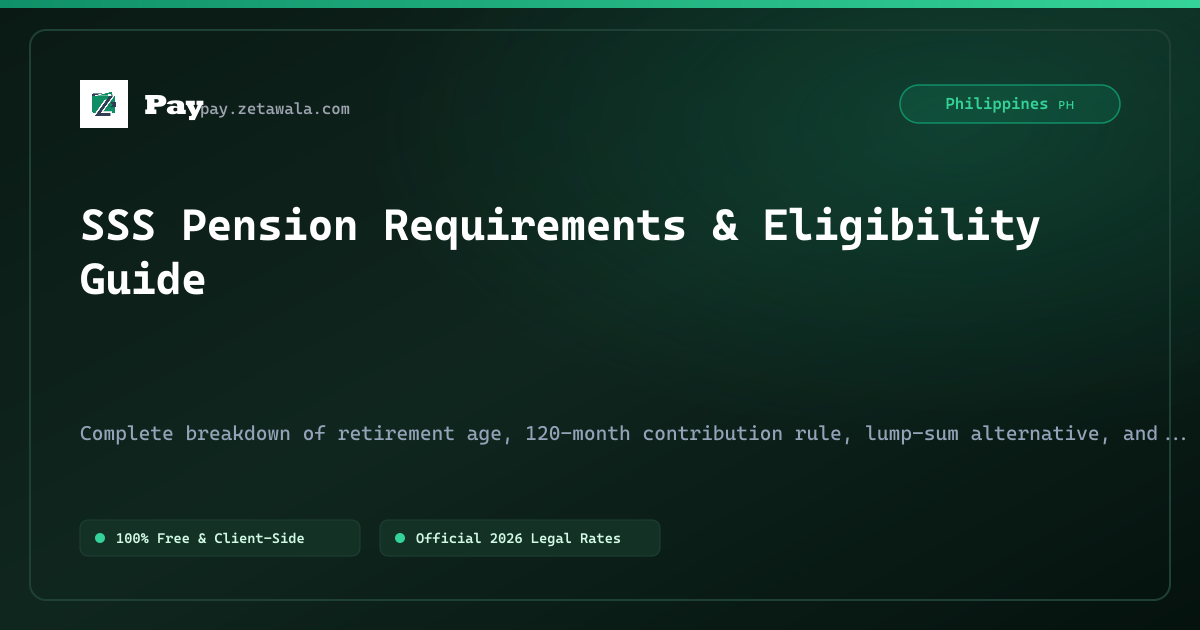 Pay
pay.zetawala.com
Philippines PH
SSS Pension Requirements & Eligibility
Guide
Complete breakdown of retirement age, 120-month contribution rule, lump-sum alternative, and...
100% Free & Client-Side
Official 2026 Legal Rates